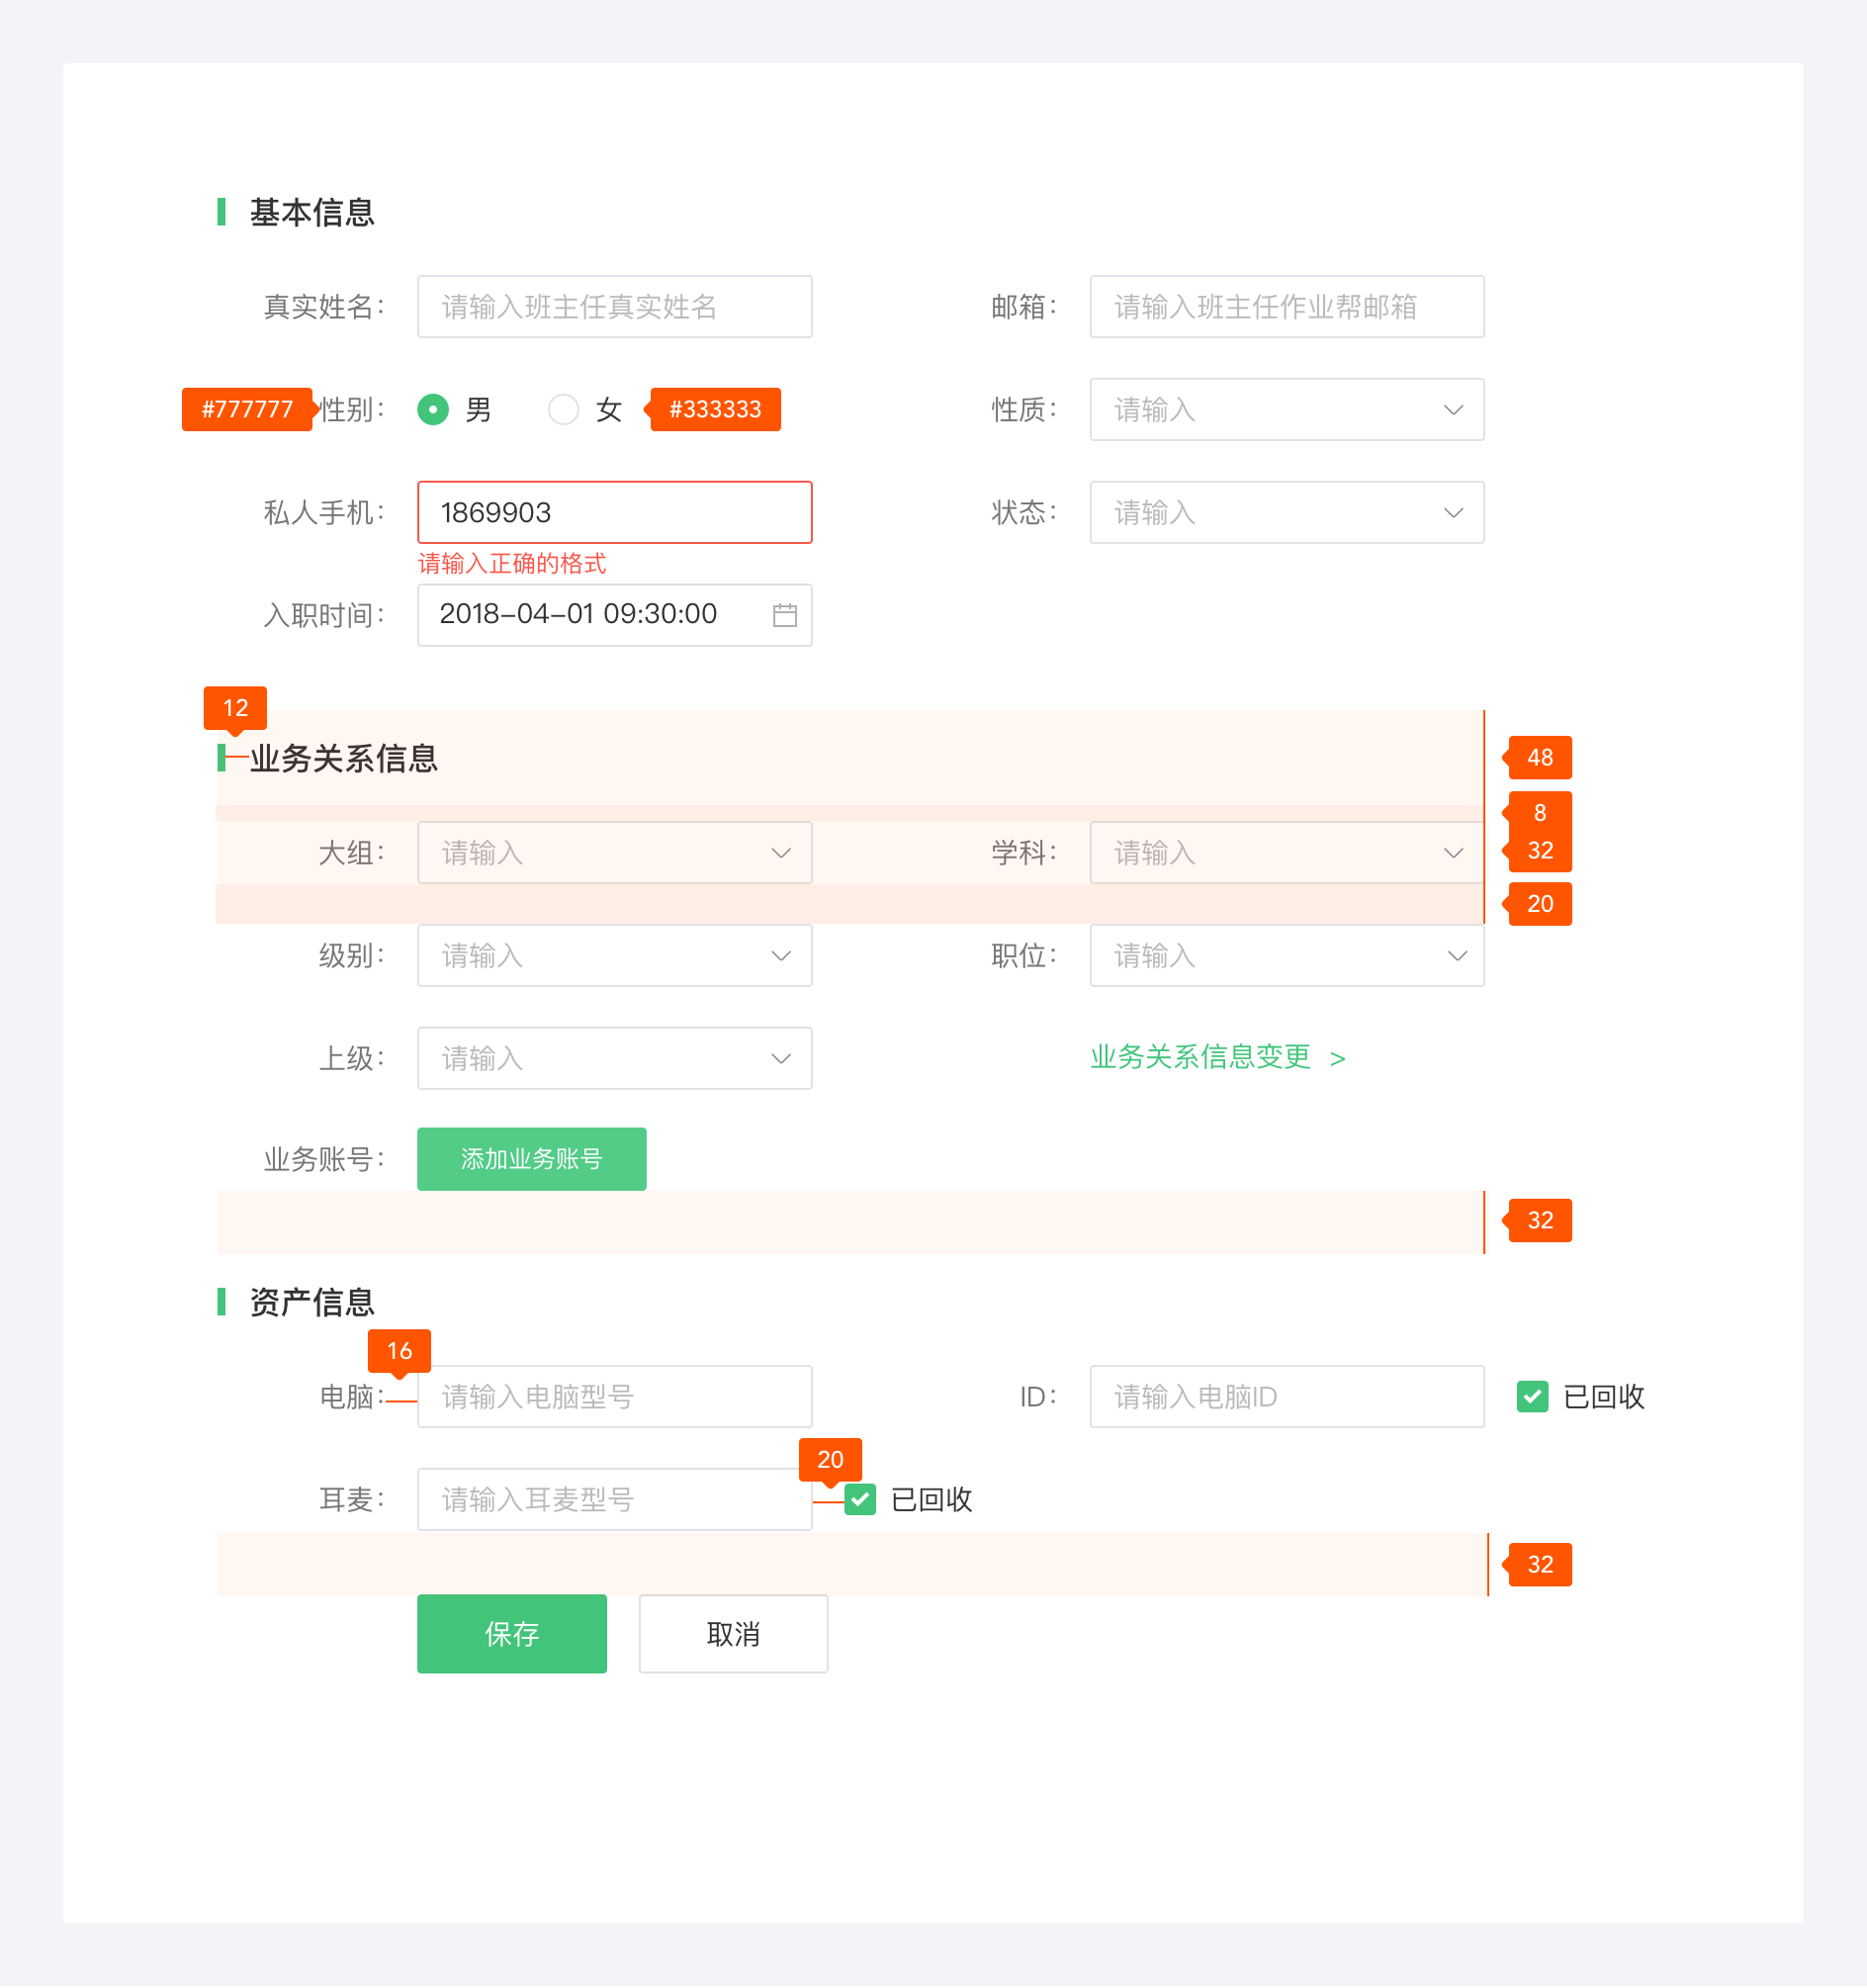 基本信息
真实姓名： 请输入班主任真实姓名 邮箱： 请输入班主任作业帮邮箱
#777777 性别： 男 女 #333333 性质： 请输入
私人手机： 1869903 状态： 请输入
请输入正确的格式
入职时间： 2018-04-01 09:30:00
12
业务关系信息 48
8
大组： 请输入 学科： 请输入 32
20
级别： 请输入 职位： 请输入
上级： 请输入 业务关系信息变更 >
业务账号： 添加业务账号
32
资产信息
16
电脑： 请输入电脑型号 ID： 请输入电脑ID 已回收
20
耳麦： 请输入耳麦型号 已回收
32
保存 取消